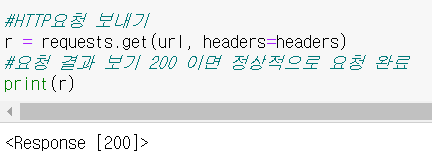 #HTTP요청 보내기
r = requests.get(url, headers=headers)
#요청 결과 보기 200 이면 정상적으로 요청 완료
print(r)
<Response [200]>